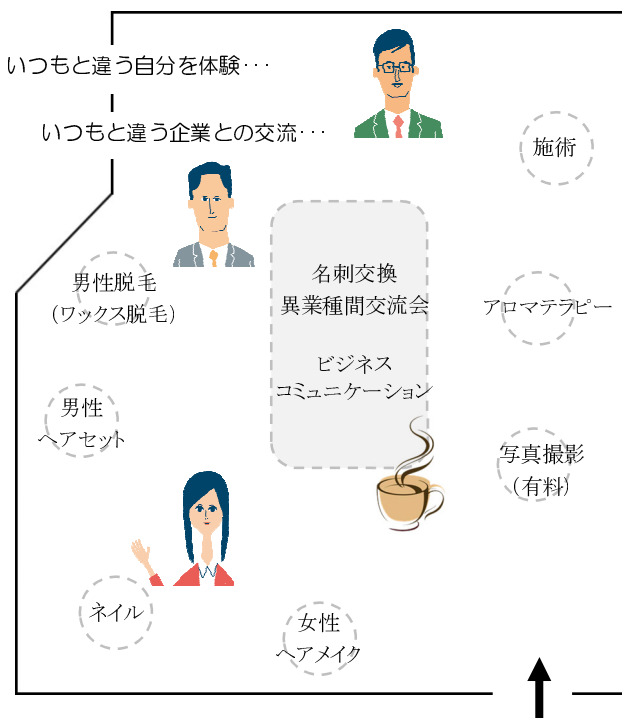 いつもと違う自分を体験･･･
いつもと違う企業との交流･･･
施術
名刺交換
異業種間交流会
ビジネス
コミュニケーション
男性脱毛
（ワックス脱毛）
アロマテラピー
男性
ヘアセット
写真撮影
（有料）
ネイル
女性
ヘアメイク